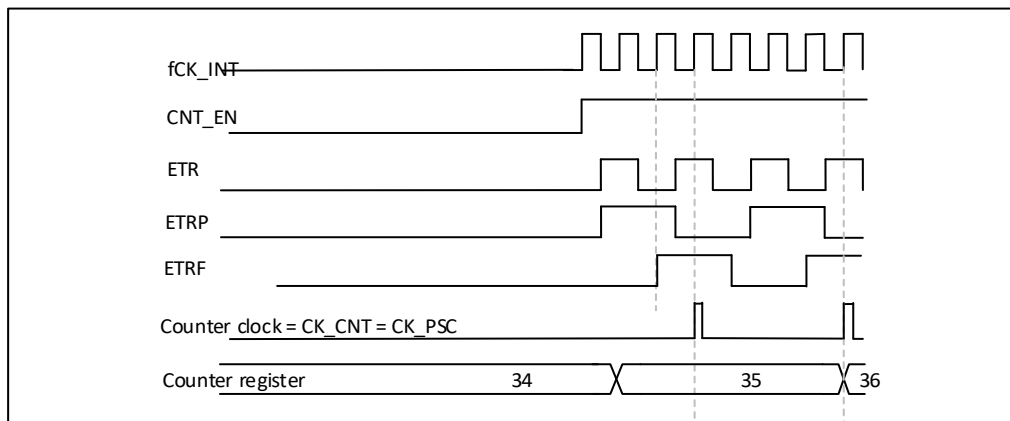 fCK_INT
CNT_EN
ETR
ETRP
ETRF
Counter clock = CK_CNT = CK_PSC
Counter register 34 35 36